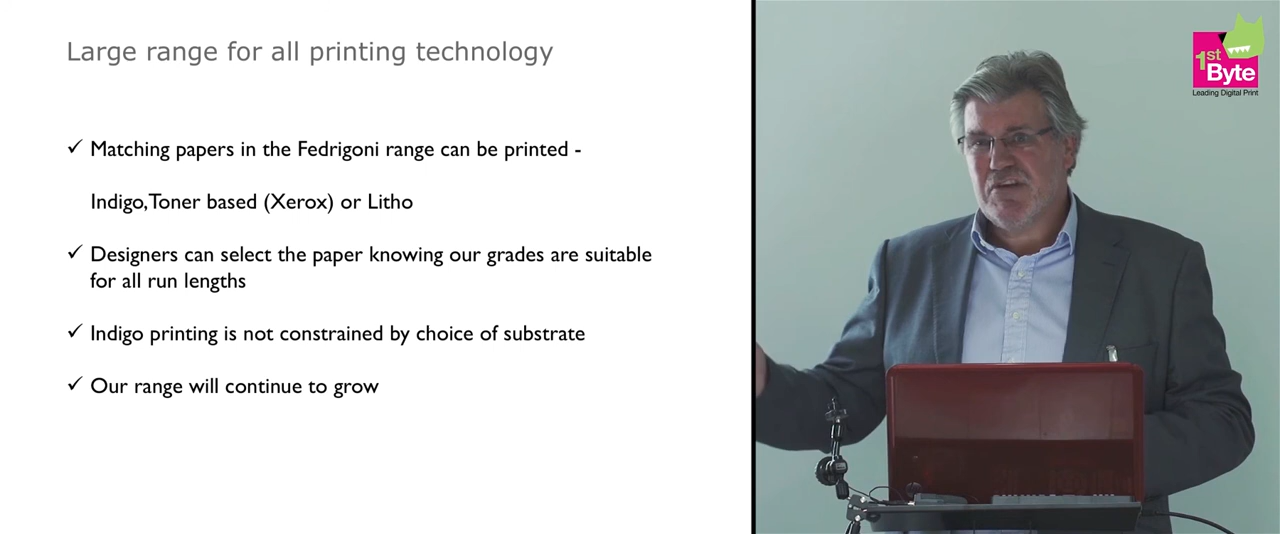 Large range for all printing technology
✓ Matching papers in the Fedrigoni range can be printed -
Indigo,Toner based (Xerox) or Litho
✓ Designers can select the paper knowing our grades are suitable
for all run lengths
✓ Indigo printing is not constrained by choice of substrate
✓ Our range will continue to grow
1st
Byte
Leading Digital Print